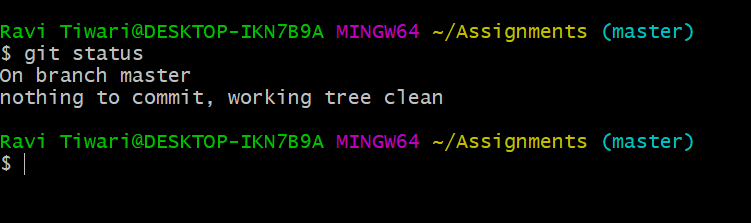 Ravi Tiwari@DESKTOP-IKN7B9A MINGW64 ~/Assignments (master)
$ git status
On branch master
nothing to commit, working tree clean
Ravi Tiwari@DESKTOP-IKN7B9A MINGW64 ~/Assignments (master)
$